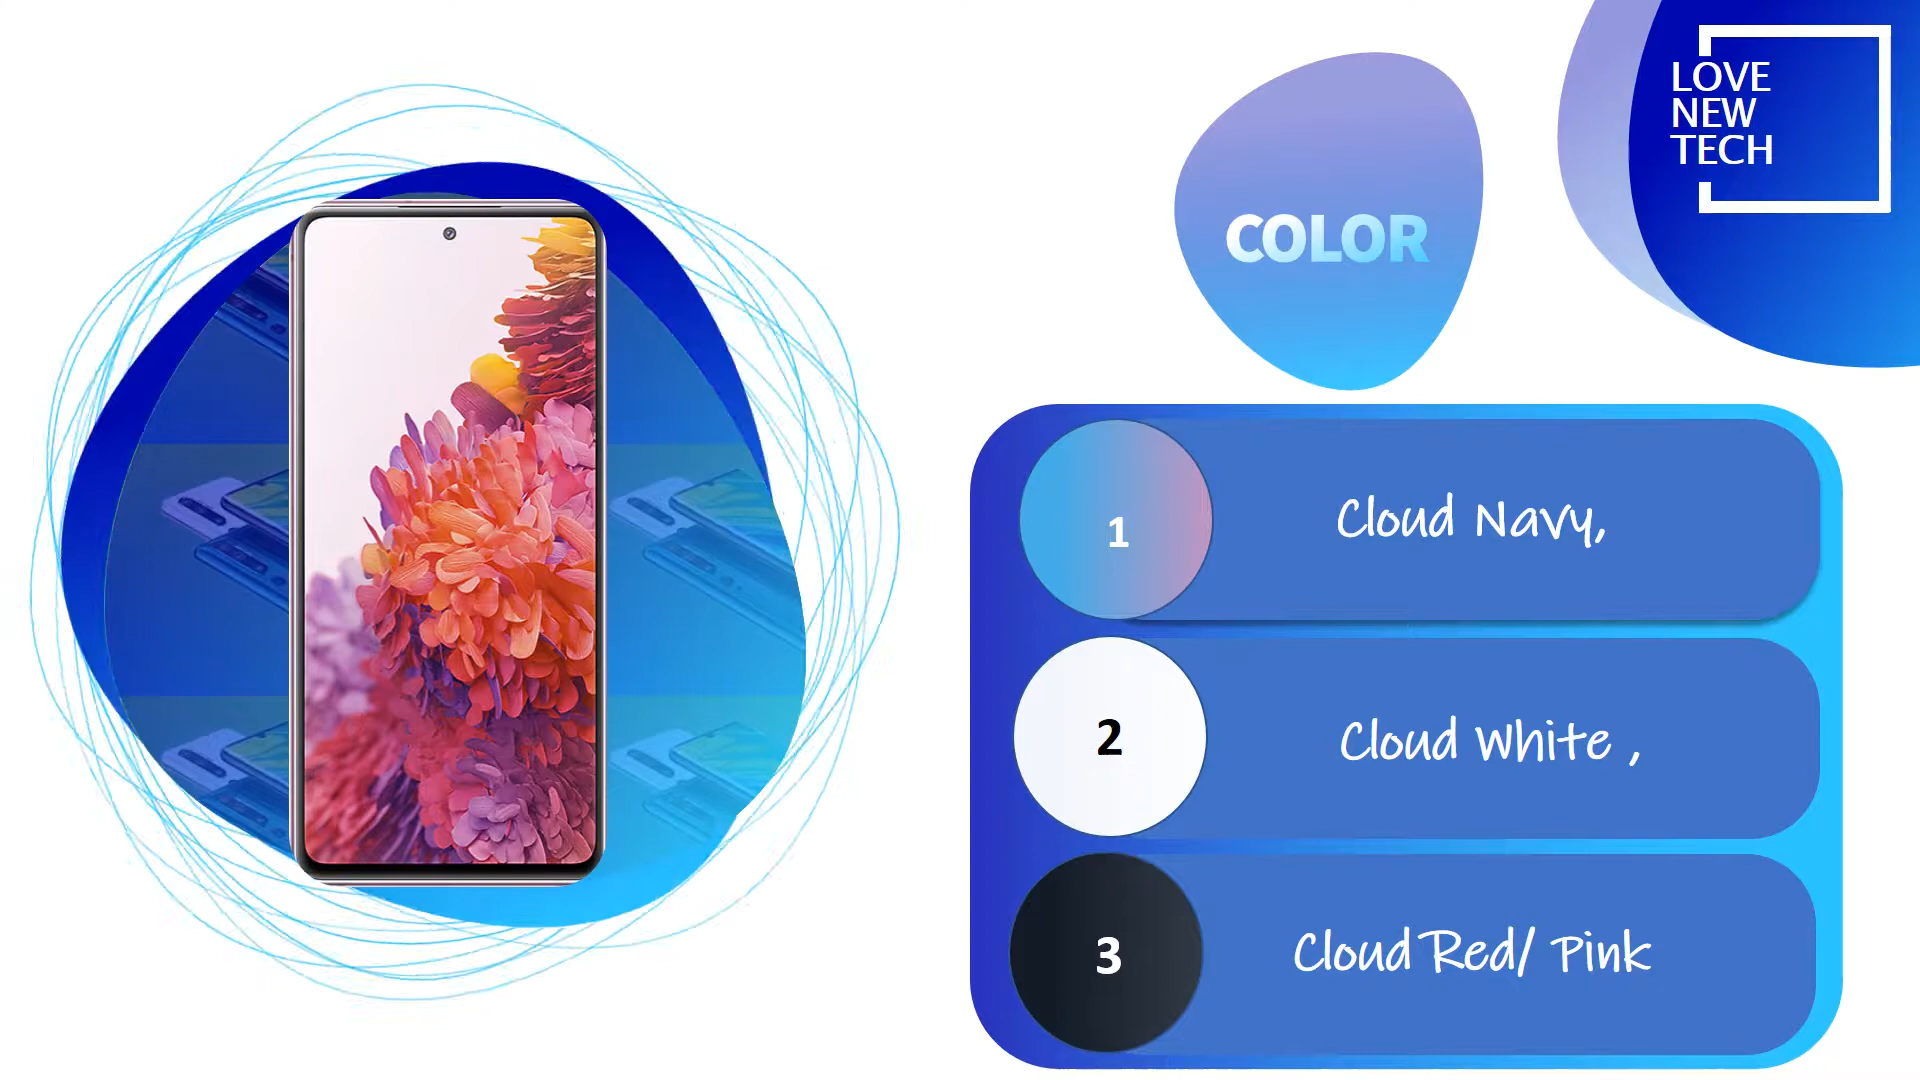 LOVE
NEW
TECH
COLOR
1
Cloud Navy,
2
Cloud White ,
3
Cloud Red/ Pink